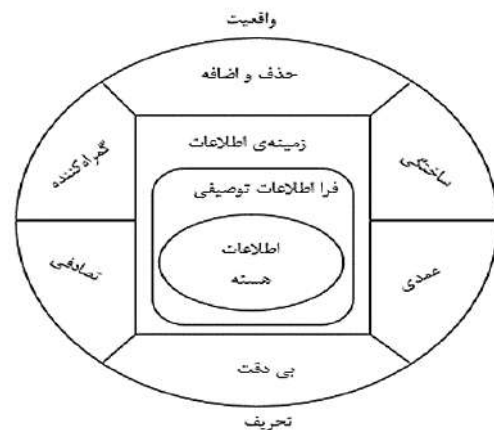 واقعیت
حذف و اضافه
ساختگی
گمراه‌کننده
زمینه‌ی اطلاعات
فرا اطلاعات توصیفی
اطلاعات
هسته
عمدی
تصادفی
بی دقت
تحریف